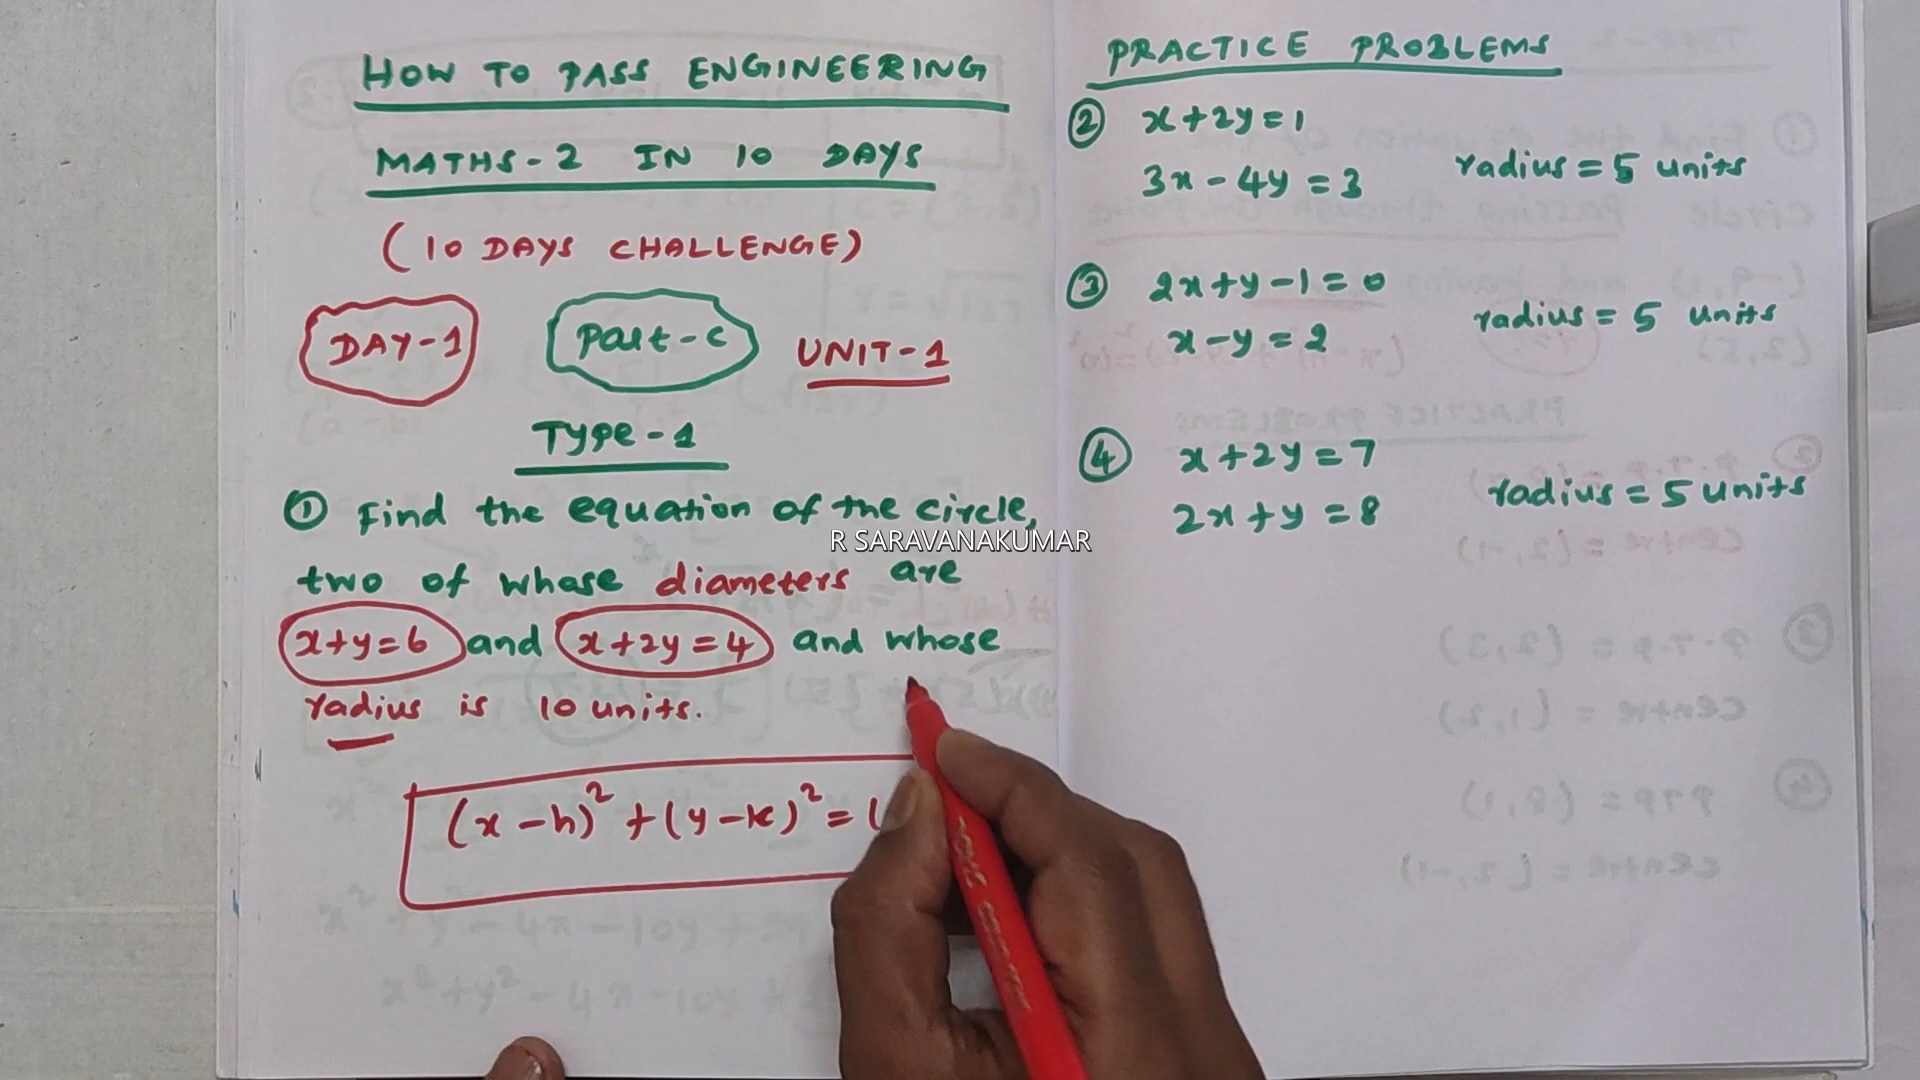 HOW TO PASS ENGINEERING
MATHS-2 IN 10 DAYS
(10 DAYS CHALLENGE)
DAY-1 Part-C UNIT-1
Type-1
① Find the equation of the circle,
two of whose diameters are
x+y=6 and x+2y=4 and whose
radius is 10 units.
(x-h)²+(y-k)²=
R SARAVANAKUMAR
PRACTICE PROBLEMS
② x+2y=1
3x-4y=3 radius=5 units
③ 2x+y-1=0
x-y=2 radius=5 units
④ x+2y=7
2x+y=8 radius=5 units